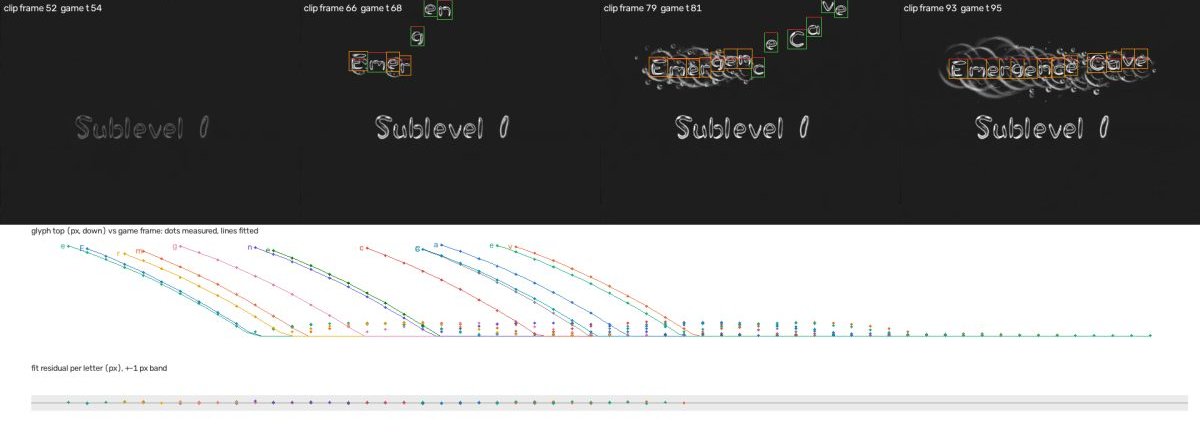 clip frame 52 game t 54
clip frame 66 game t 68
clip frame 79 game t 81
clip frame 93 game t 95
en
g
Emer
Ve
a
C
e
Emergenc
Emergence Cave
Sublevel 1
Sublevel 1
Sublevel 1
Sublevel 1
glyph top (px, down) vs game frame: dots measured, lines fitted
e E r m g n e c C a e v
fit residual per letter (px), +-1 px band